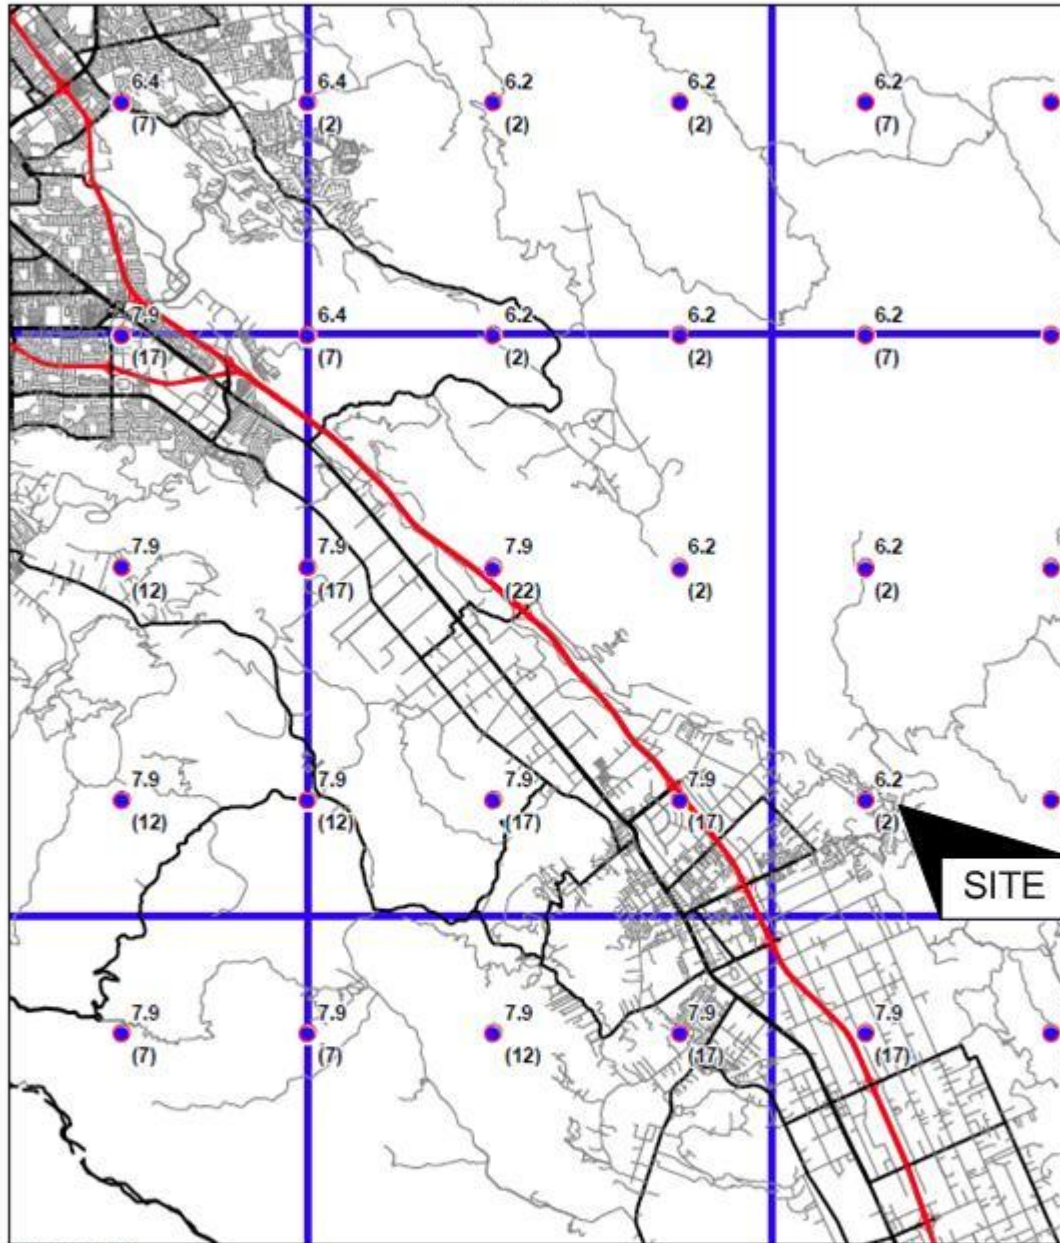 6.4 6.4 6.2 6.2 6.2
(7) (2) (2) (2) (7)
7.9 6.4 6.2 6.2 6.2
(17) (7) (2) (2) (7)
7.9 7.9 7.9 6.2 6.2
(12) (17) (22) (2) (2)
7.9 7.9 7.9 7.9 6.2
(12) (12) (17) (17) (2)
SITE
7.9 7.9 7.9 7.9 7.9
(7) (7) (12) (17) (17)